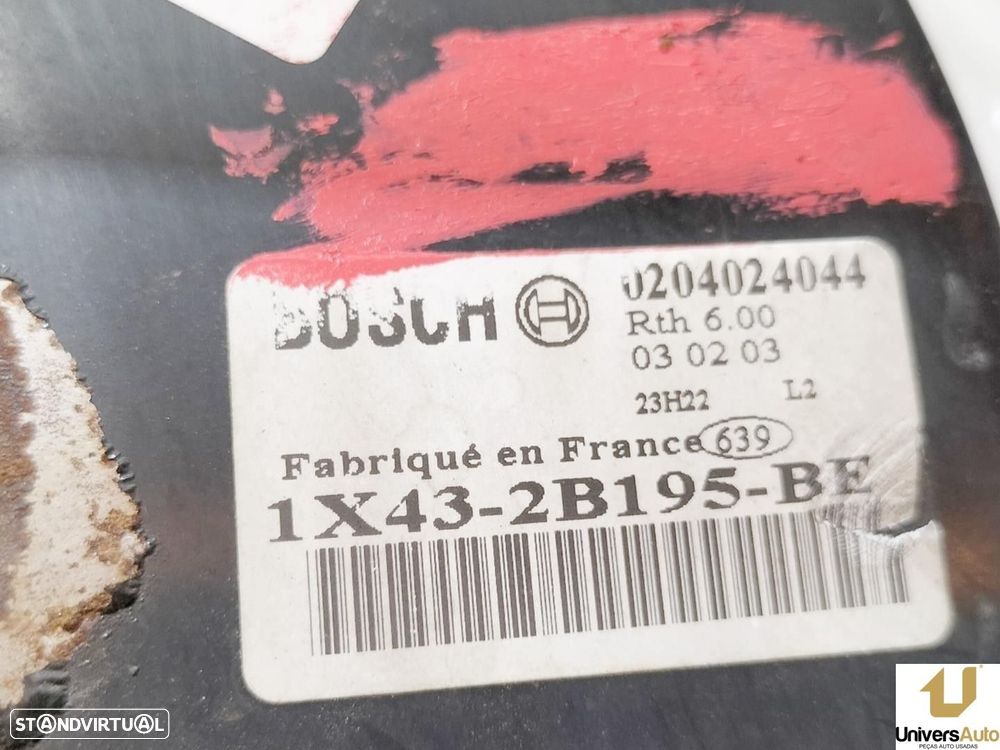 BOSCH
0204024044
Rth 6.00
03 02 03
23H22 L2
Fabriqué en France 639
1X43-2B195-BE
STANDVIRTUAL
UniversAuto
PEÇAS AUTO USADAS